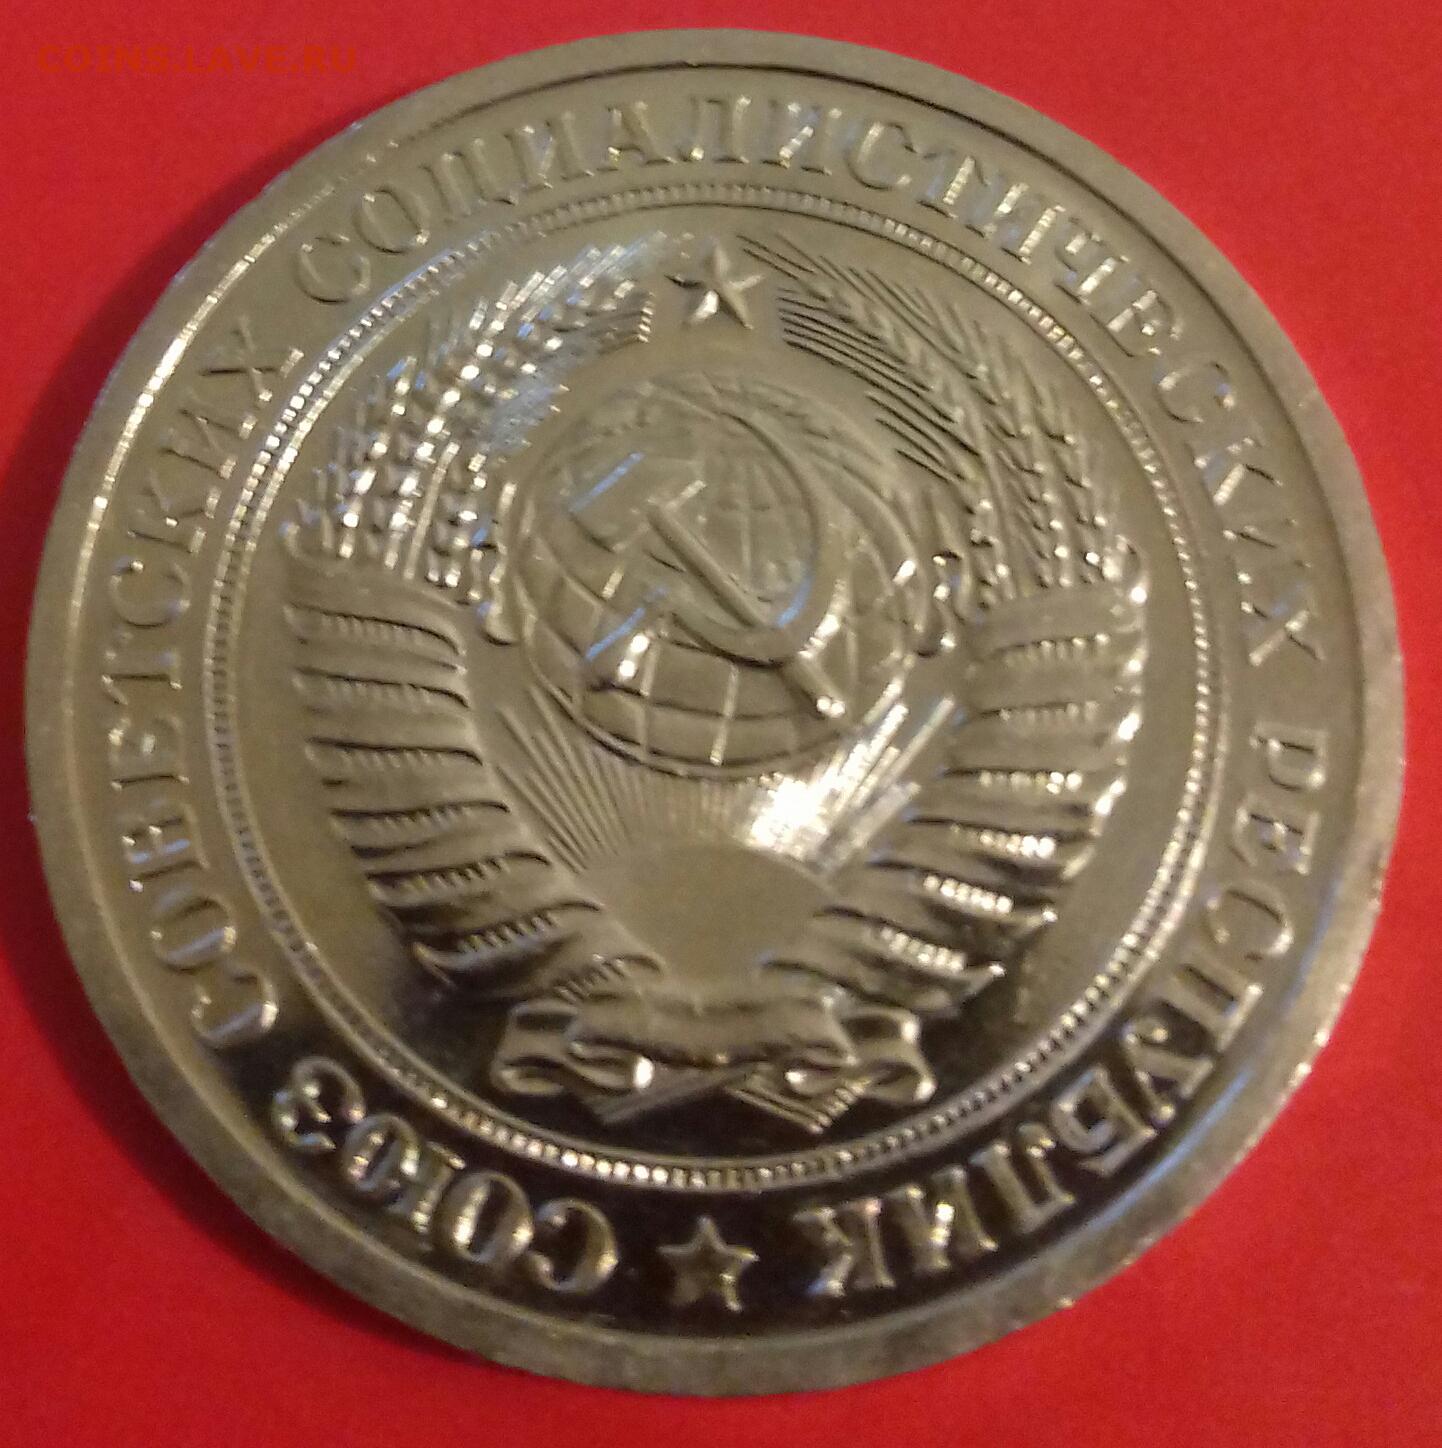 COINS.LAVE.RU
СОЮЗ СОВЕТСКИХ СОЦИАЛИСТИЧЕСКИХ РЕСПУБЛИК